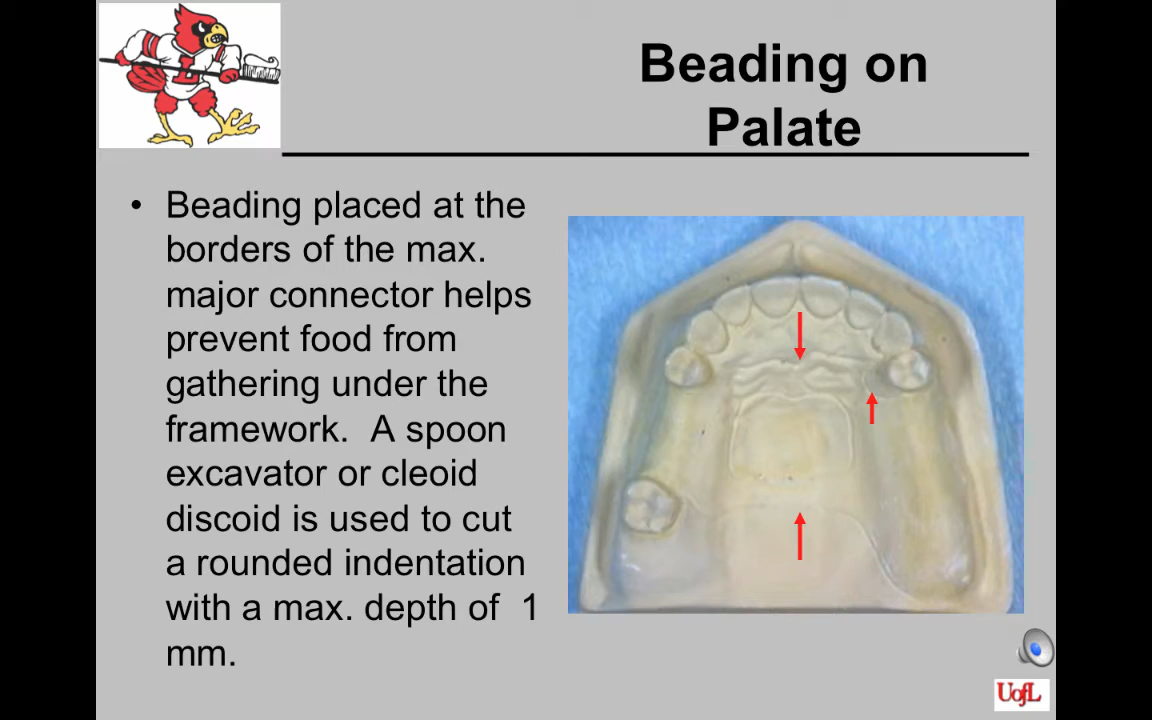 Beading on
Palate
• Beading placed at the
borders of the max.
major connector helps
prevent food from
gathering under the
framework.  A spoon
excavator or cleoid
discoid is used to cut
a rounded indentation
with a max. depth of  1
mm.
L
UofL